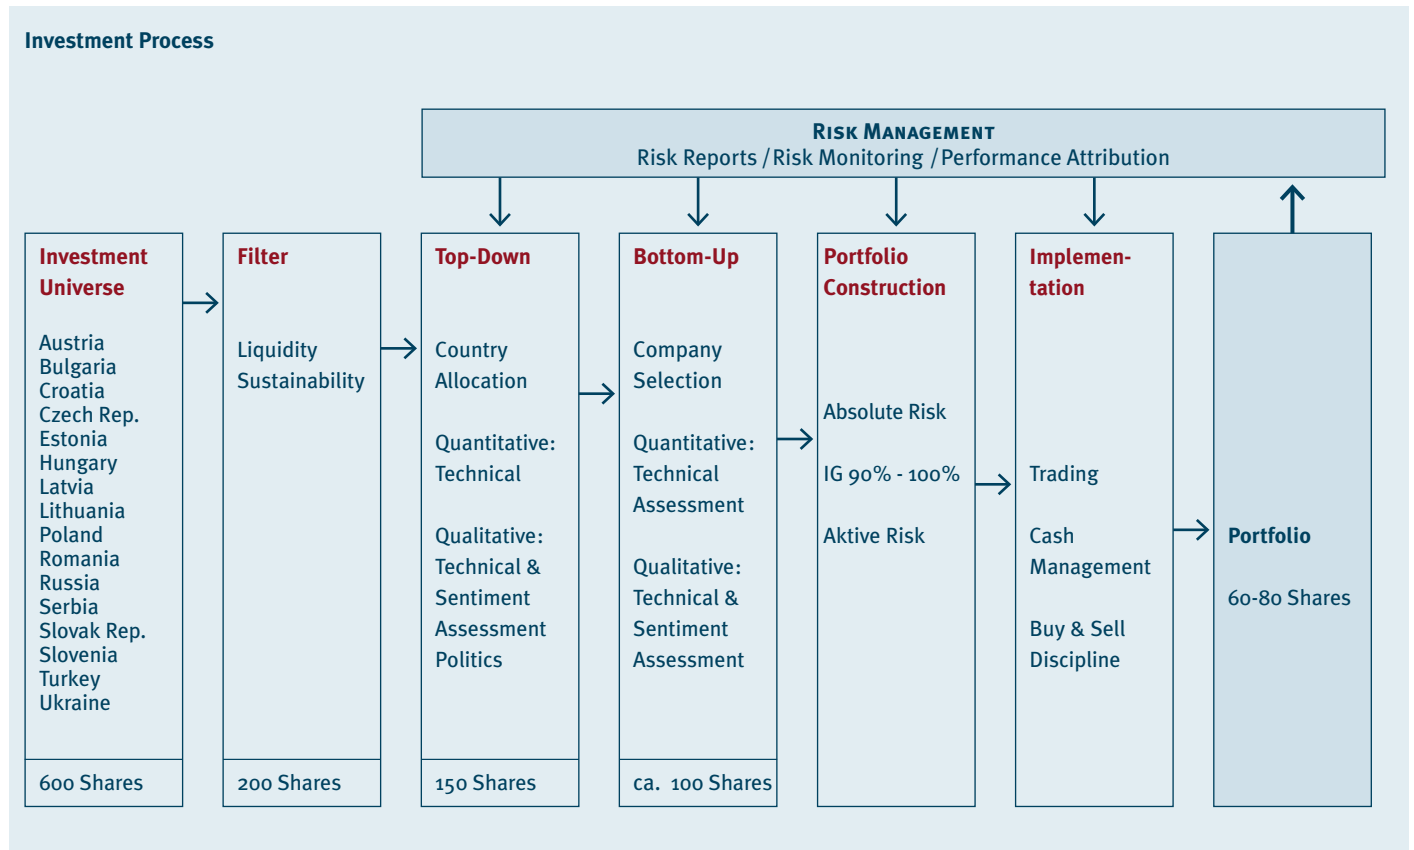 Investment Process
RISK MANAGEMENT
Risk Reports / Risk Monitoring / Performance Attribution
Investment
Universe
Austria
Bulgaria
Croatia
Czech Rep.
Estonia
Hungary
Latvia
Lithuania
Poland
Romania
Russia
Serbia
Slovak Rep.
Slovenia
Turkey
Ukraine
600 Shares
Filter
Liquidity
Sustainability
200 Shares
Top-Down
Country
Allocation
Quantitative:
Technical
Qualitative:
Technical &
Sentiment
Assessment
Politics
150 Shares
Bottom-Up
Company
Selection
Quantitative:
Technical
Assessment
Qualitative:
Technical &
Sentiment
Assessment
ca. 100 Shares
Portfolio
Construction
Absolute Risk
IG 90% - 100%
Aktive Risk
Implemen-
tation
Trading
Cash
Management
Buy & Sell
Discipline
Portfolio
60-80 Shares